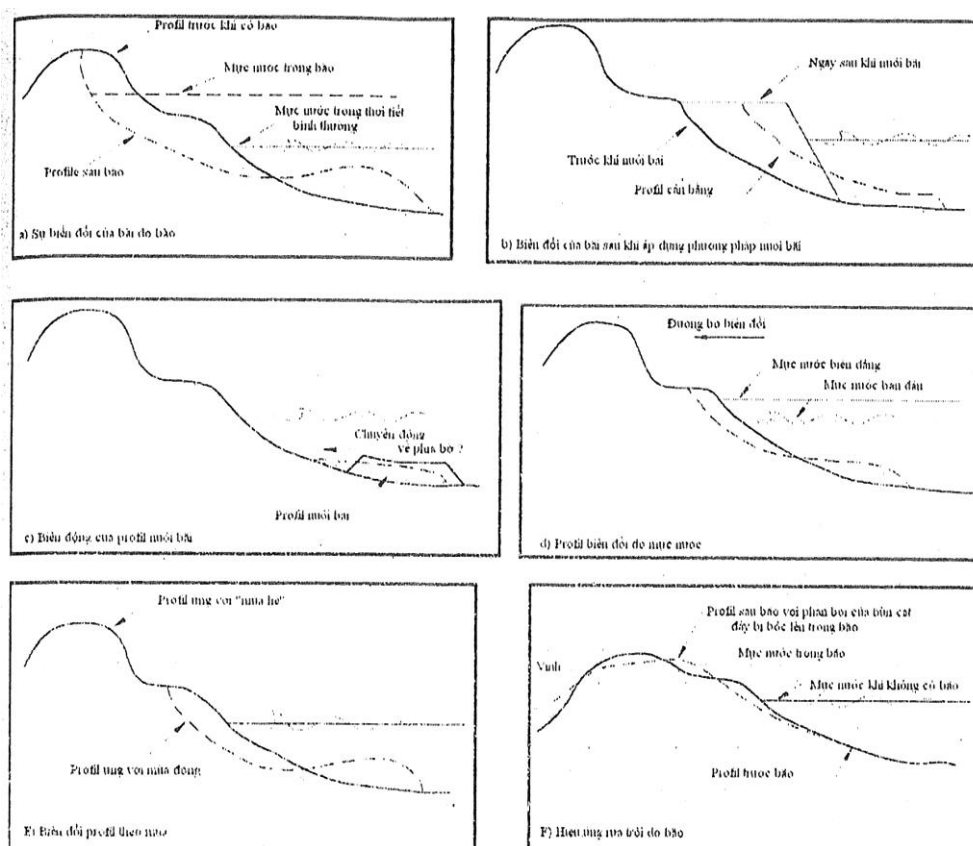 Profil trước khi có bão
Mực nước trong bão
Mực nước trong thời tiết
bình thường
Profile sau bão
a) Sự biến đổi của bãi do bão
Ngay sau khi nuôi bãi
Trước khi nuôi bãi
Profil cân bằng
b) Biến đổi của bãi sau khi áp dụng phương pháp nuôi bãi
Chuyển động
về phía bờ ?
Profil nuôi bãi
c) Biến động của profil nuôi bãi
Đường bờ biến đổi
Mực nước biển dâng
Mực nước ban đầu
d) Profil biến đổi do mực nước
Profil ứng với "mùa hè"
Profil ứng với mùa đông
E) Biến đổi profil theo mùa
Profil sau bão với phần bồi của bùn cát
đáy bị bốc lên trong bão
Vịnh
Mực nước trong bão
Mực nước khi không có bão
Profil trước bão
F) Hiệu ứng rửa trôi do bão